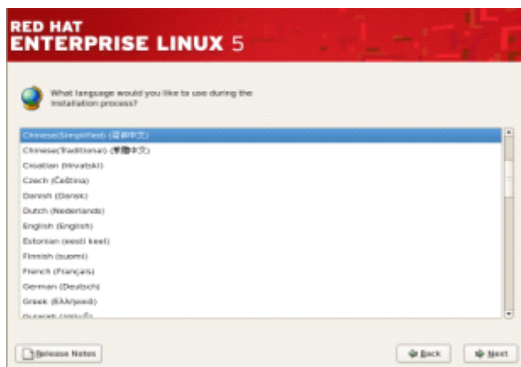 RED HAT
ENTERPRISE LINUX 5
What language would you like to use during the
installation process?
Chinese(Simplified) (简体中文)
Chinese(Traditional) (繁體中文)
Croatian (Hrvatski)
Czech (Čeština)
Danish (Dansk)
Dutch (Nederlands)
English (English)
Estonian (eesti keel)
Finnish (suomi)
French (Français)
German (Deutsch)
Greek (Ελληνικά)
Release Notes
Back
Next